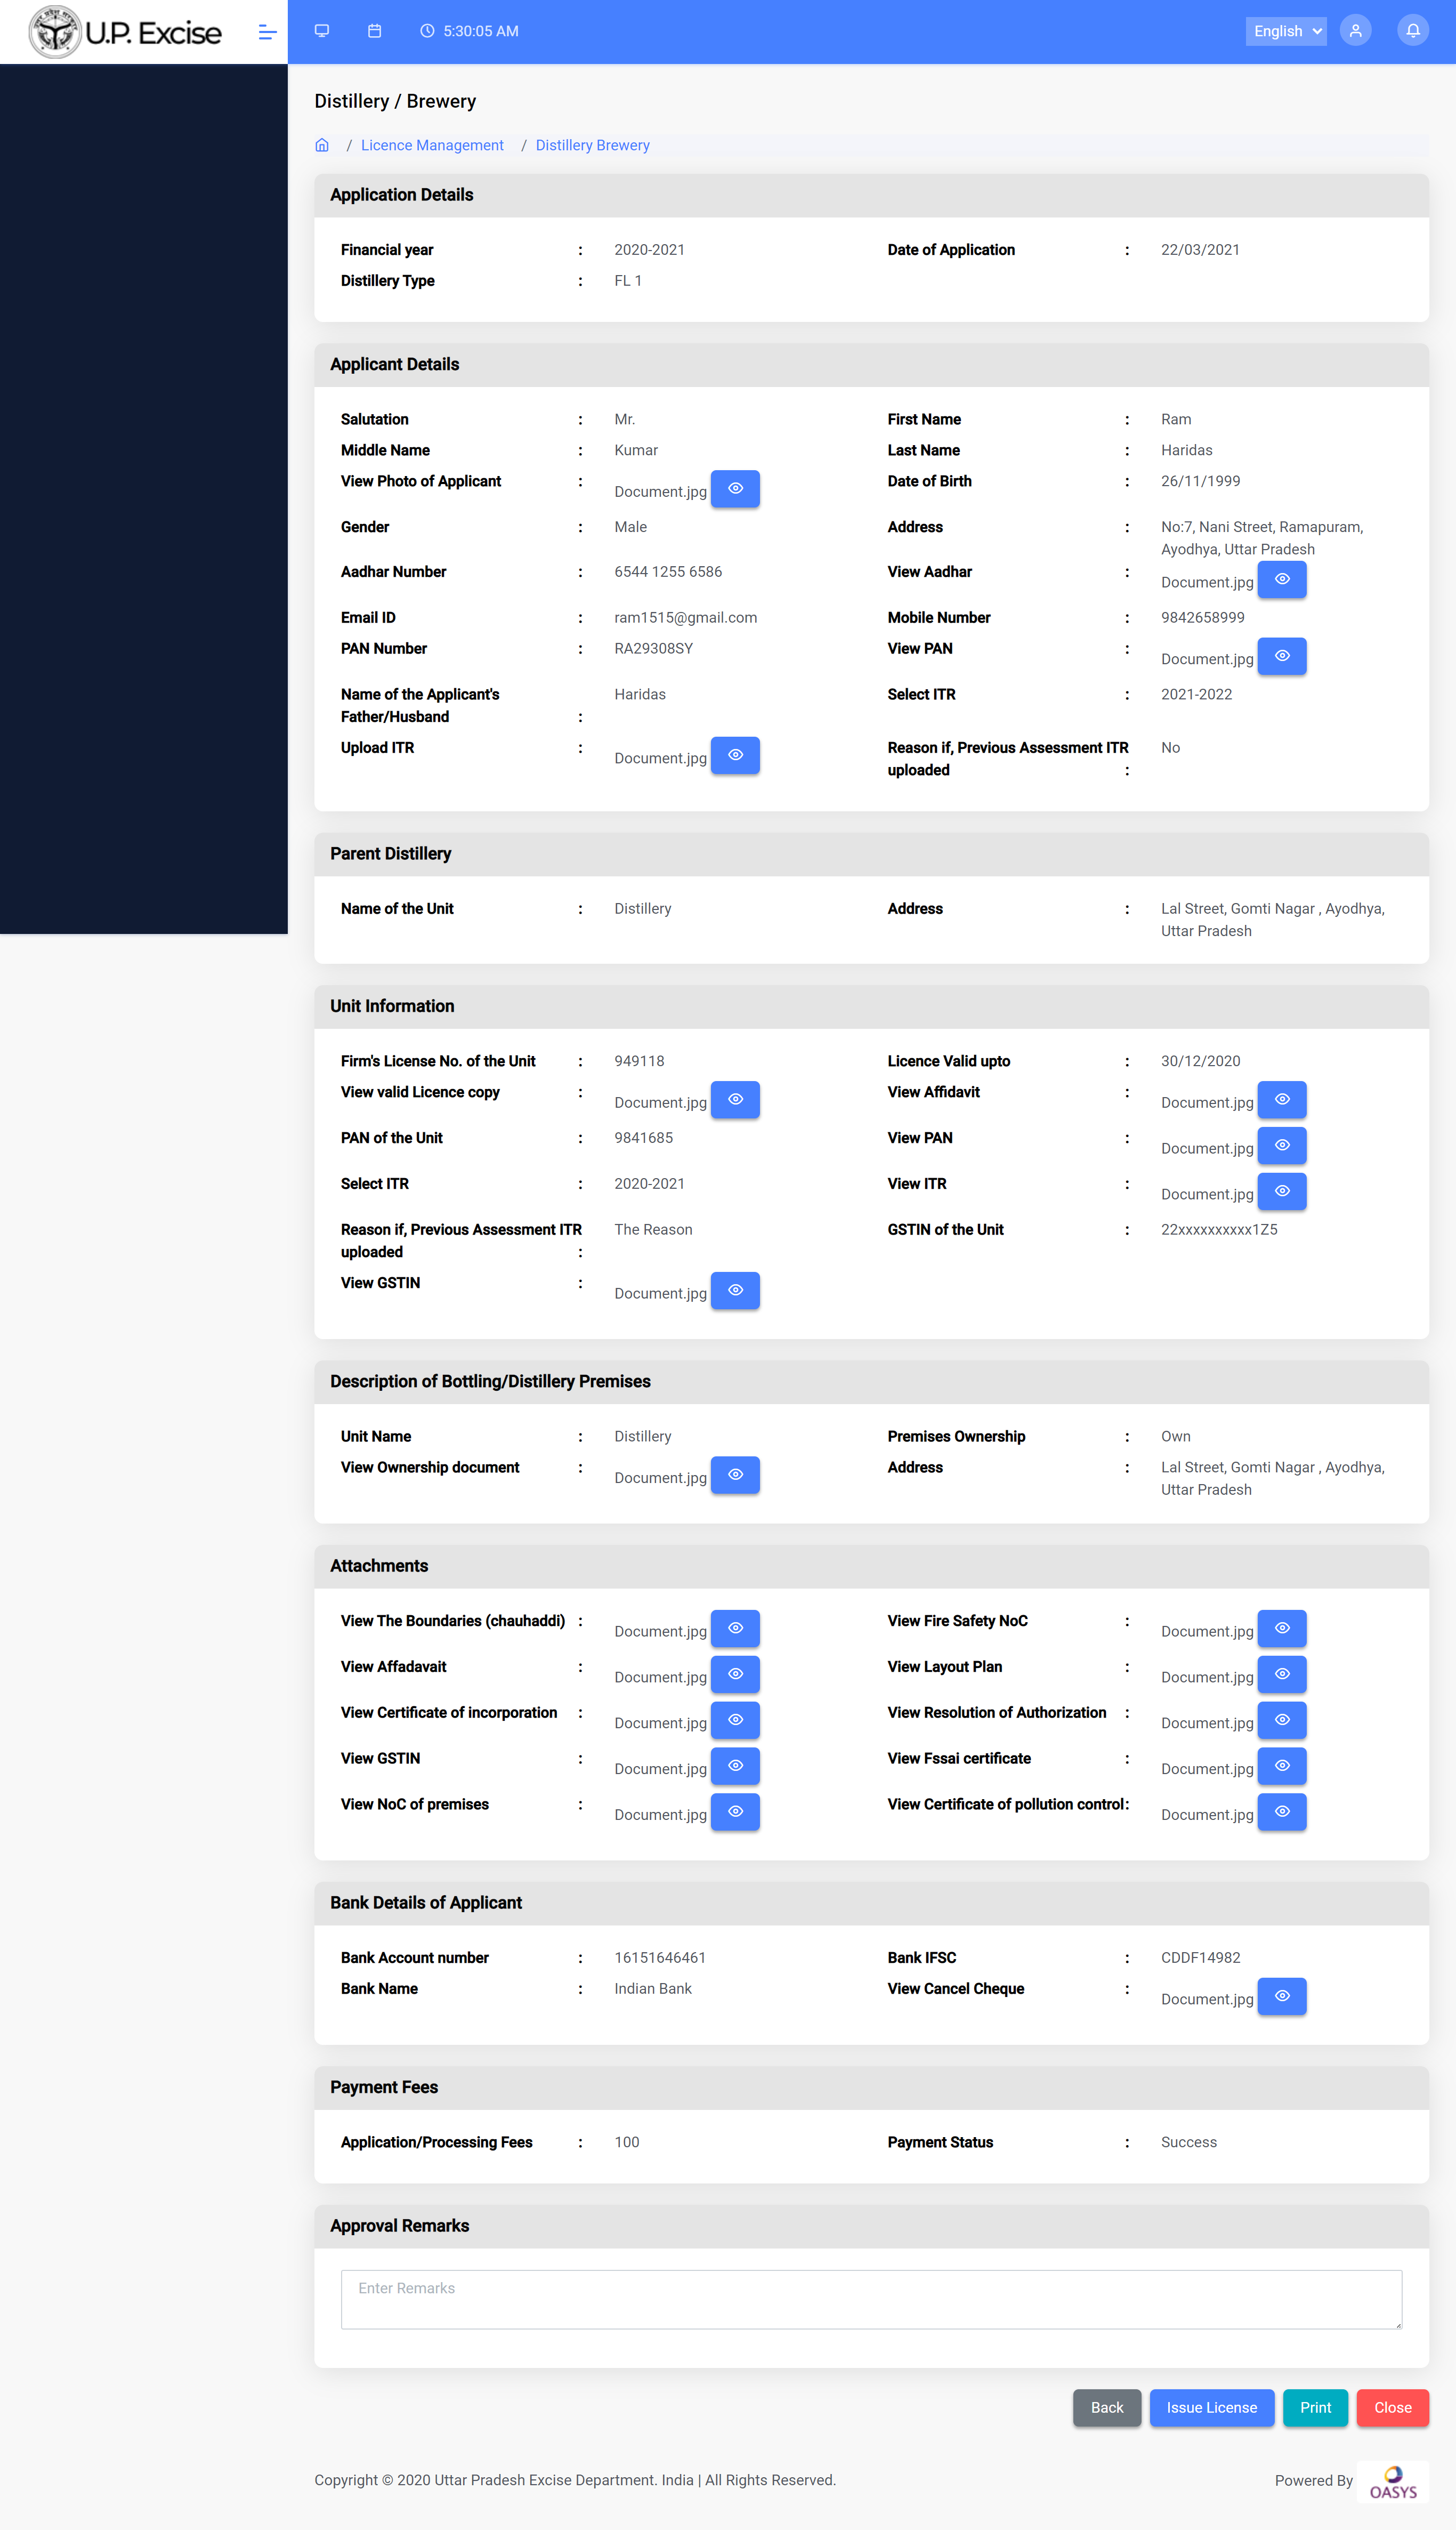 U.P. Excise
5:30:05 AM
English
Distillery / Brewery
/ Licence Management / Distillery Brewery
Application Details
Financial year : 2020-2021 Date of Application : 22/03/2021
Distillery Type : FL 1
Applicant Details
Salutation : Mr. First Name : Ram
Middle Name : Kumar Last Name : Haridas
View Photo of Applicant : Document.jpg Date of Birth : 26/11/1999
Gender : Male Address : No:7, Nani Street, Ramapuram,
Ayodhya, Uttar Pradesh
Aadhar Number : 6544 1255 6586 View Aadhar : Document.jpg
Email ID : ram1515@gmail.com Mobile Number : 9842658999
PAN Number : RA29308SY View PAN : Document.jpg
Name of the Applicant's Haridas Select ITR : 2021-2022
Father/Husband :
Upload ITR : Document.jpg Reason if, Previous Assessment ITR No
uploaded :
Parent Distillery
Name of the Unit : Distillery Address : Lal Street, Gomti Nagar , Ayodhya,
Uttar Pradesh
Unit Information
Firm's License No. of the Unit : 949118 Licence Valid upto : 30/12/2020
View valid Licence copy : Document.jpg View Affidavit : Document.jpg
PAN of the Unit : 9841685 View PAN : Document.jpg
Select ITR : 2020-2021 View ITR : Document.jpg
Reason if, Previous Assessment ITR The Reason GSTIN of the Unit : 22xxxxxxxxxx1Z5
uploaded :
View GSTIN : Document.jpg
Description of Bottling/Distillery Premises
Unit Name : Distillery Premises Ownership : Own
View Ownership document : Document.jpg Address : Lal Street, Gomti Nagar , Ayodhya,
Uttar Pradesh
Attachments
View The Boundaries (chauhaddi) : Document.jpg View Fire Safety NoC : Document.jpg
View Affadavait : Document.jpg View Layout Plan : Document.jpg
View Certificate of incorporation : Document.jpg View Resolution of Authorization : Document.jpg
View GSTIN : Document.jpg View Fssai certificate : Document.jpg
View NoC of premises : Document.jpg View Certificate of pollution control: Document.jpg
Bank Details of Applicant
Bank Account number : 16151646461 Bank IFSC : CDDF14982
Bank Name : Indian Bank View Cancel Cheque : Document.jpg
Payment Fees
Application/Processing Fees : 100 Payment Status : Success
Approval Remarks
Enter Remarks
Back Issue License Print Close
Copyright © 2020 Uttar Pradesh Excise Department. India | All Rights Reserved. Powered By OASYS